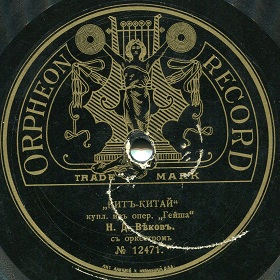 ORPHEON RECORD
TRADE MARK
„ЧИТЪ-КИТАЙ“
купл. изъ опер. „Гейша“
Н. Д. Вѣковъ.
съ оркестромъ
№ 12471.